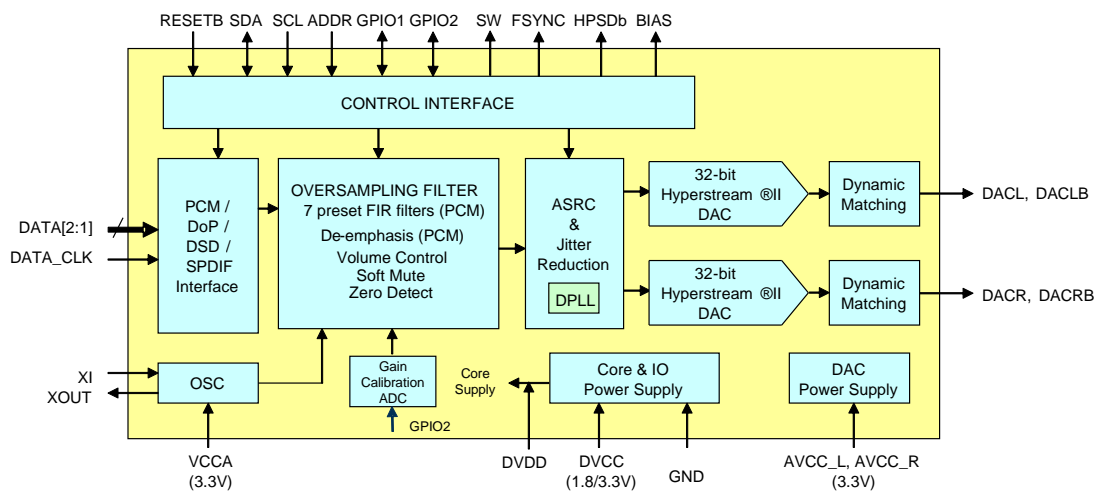 RESETB SDA SCL ADDR GPIO1 GPIO2 SW FSYNC HPSDb BIAS
CONTROL INTERFACE
PCM /
DoP /
DSD /
SPDIF
Interface
OVERSAMPLING FILTER
7 preset FIR filters (PCM)
De-emphasis (PCM)
Volume Control
Soft Mute
Zero Detect
ASRC
&
Jitter
Reduction
DPLL
32-bit
Hyperstream ®II
DAC
Dynamic
Matching
DACL, DACLB
32-bit
Hyperstream ®II
DAC
Dynamic
Matching
DACR, DACRB
DATA[2:1]
DATA_CLK
XI
XOUT
OSC
Gain
Calibration
ADC
GPIO2
Core
Supply
Core & IO
Power Supply
DAC
Power Supply
VCCA
(3.3V)
DVDD
DVCC
(1.8/3.3V)
GND
AVCC_L, AVCC_R
(3.3V)